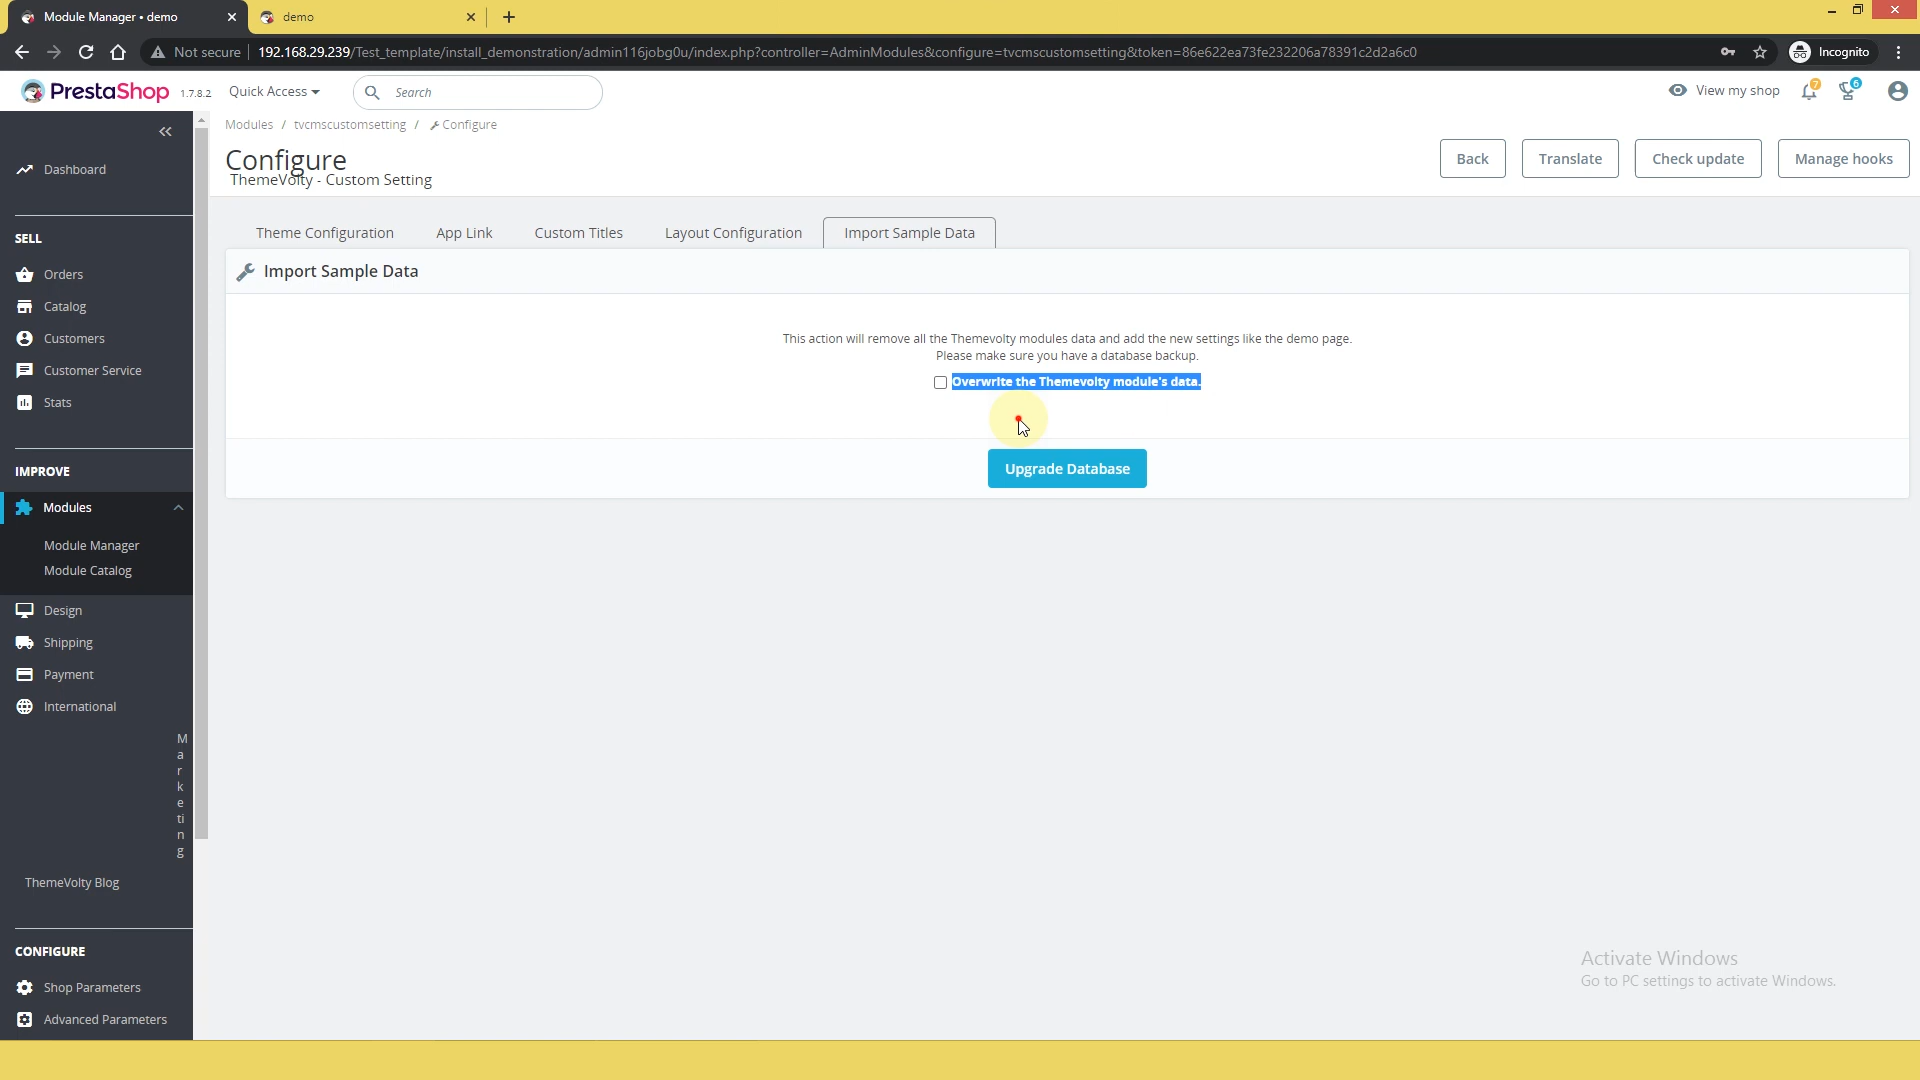 Module Manager • demo
demo
Not secure
192.168.29.239/Test_template/install_demonstration/admin116jobg0u/index.php?controller=AdminModules&configure=tvcmscustomsetting&token=86e622ea73fe232206a78391c2d2a6c0
Incognito
PrestaShop 1.7.8.2
Quick Access
Search
View my shop
7
6
Modules / tvcmscustomsetting / Configure
Configure
ThemeVolty - Custom Setting
Back
Translate
Check update
Manage hooks
Dashboard
SELL
Orders
Catalog
Customers
Customer Service
Stats
IMPROVE
Modules
Module Manager
Module Catalog
Design
Shipping
Payment
International
Marketing
ThemeVolty Blog
CONFIGURE
Shop Parameters
Advanced Parameters
Theme Configuration
App Link
Custom Titles
Layout Configuration
Import Sample Data
Import Sample Data
This action will remove all the Themevolty modules data and add the new settings like the demo page.
Please make sure you have a database backup.
Overwrite the Themevolty module's data.
Upgrade Database
Activate Windows
Go to PC settings to activate Windows.